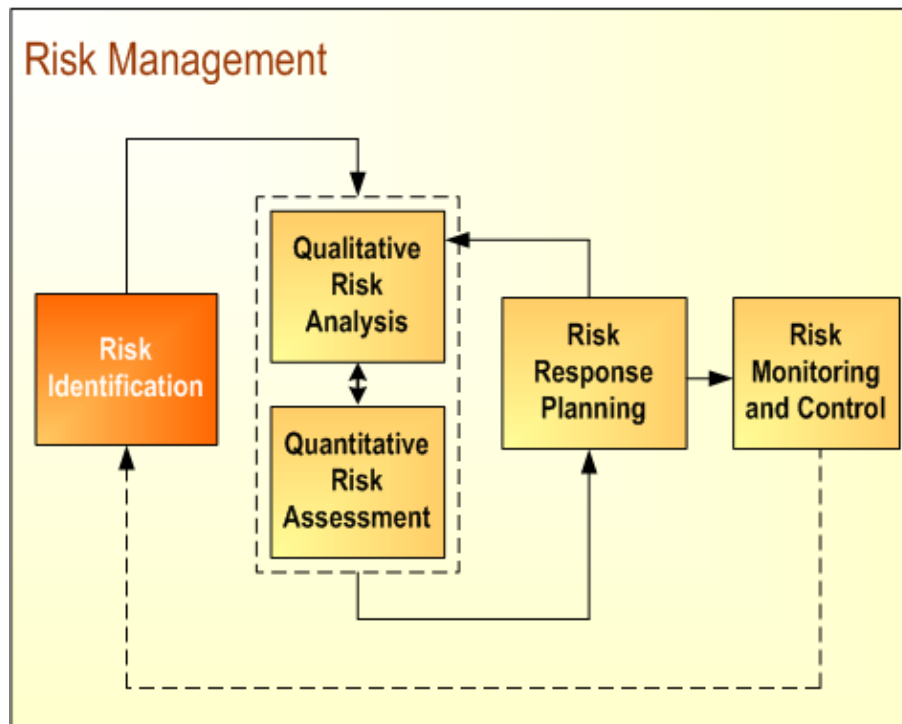 Risk Management
Risk
Identification
Qualitative
Risk
Analysis
Quantitative
Risk
Assessment
Risk
Response
Planning
Risk
Monitoring
and Control